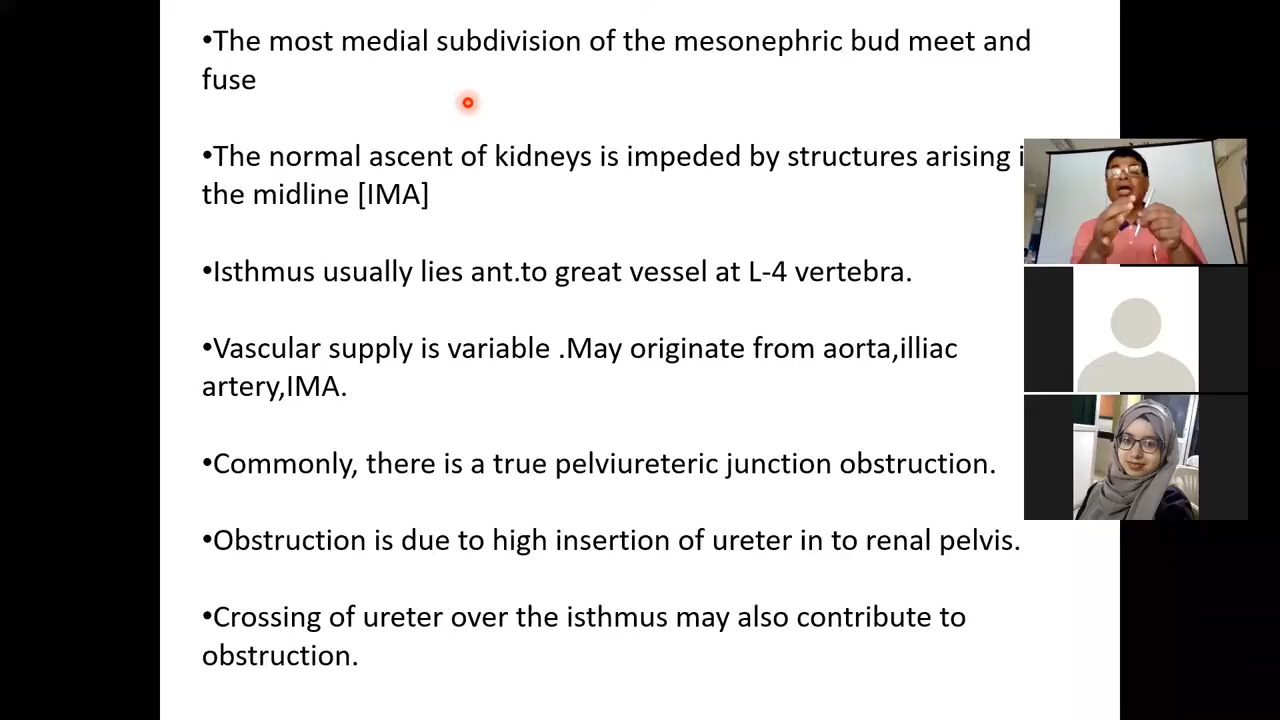 •The most medial subdivision of the mesonephric bud meet and
fuse
•The normal ascent of kidneys is impeded by structures arising
the midline [IMA]
•Isthmus usually lies ant.to great vessel at L-4 vertebra.
•Vascular supply is variable .May originate from aorta,illiac
artery,IMA.
•Commonly, there is a true pelviureteric junction obstruction.
•Obstruction is due to high insertion of ureter in to renal pelvis.
•Crossing of ureter over the isthmus may also contribute to
obstruction.